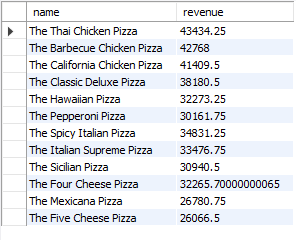 name revenue
The Thai Chicken Pizza 43434.25
The Barbecue Chicken Pizza 42768
The California Chicken Pizza 41409.5
The Classic Deluxe Pizza 38180.5
The Hawaiian Pizza 32273.25
The Pepperoni Pizza 30161.75
The Spicy Italian Pizza 34831.25
The Italian Supreme Pizza 33476.75
The Sicilian Pizza 30940.5
The Four Cheese Pizza 32265.70000000065
The Mexicana Pizza 26780.75
The Five Cheese Pizza 26066.5